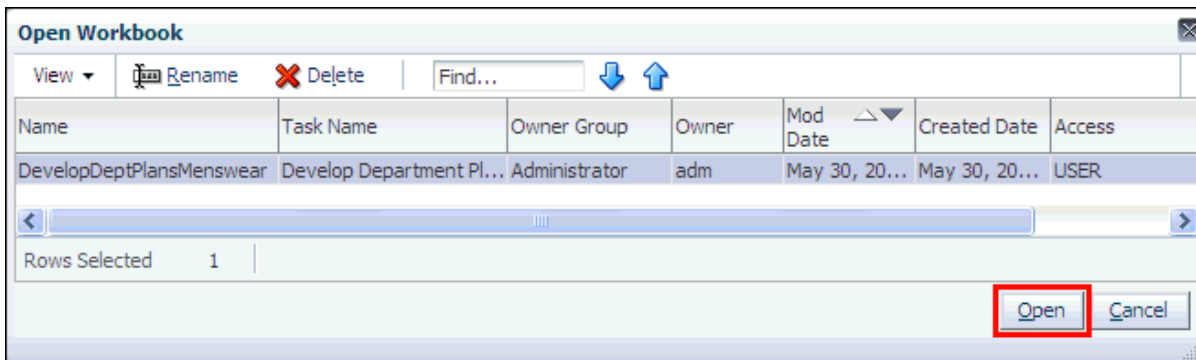 Open Workbook
View Rename Delete Find...
Name Task Name Owner Group Owner Mod Date Created Date Access
DevelopDeptPlansMenswear Develop Department Pl... Administrator adm May 30, 20... May 30, 20... USER
Rows Selected 1
Open Cancel